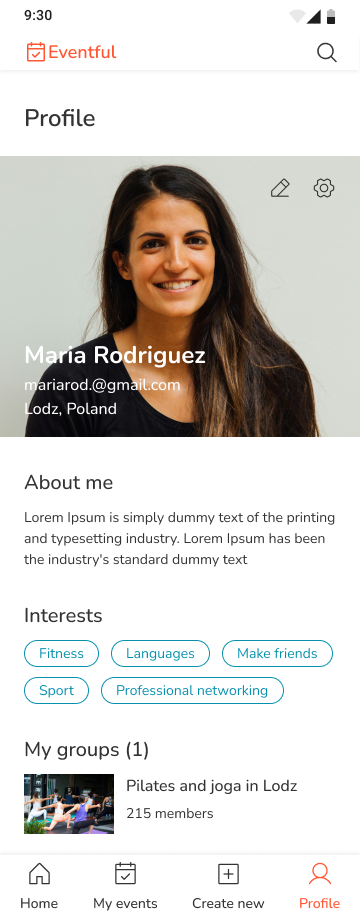 9:30
Eventful
Profile
Maria Rodriguez
mariarod.@gmail.com
Lodz, Poland
About me
Lorem Ipsum is simply dummy text of the printing
and typesetting industry. Lorem Ipsum has been
the industry's standard dummy text
Interests
Fitness Languages Make friends
Sport Professional networking
My groups (1)
Pilates and joga in Lodz
215 members
Home My events Create new Profile